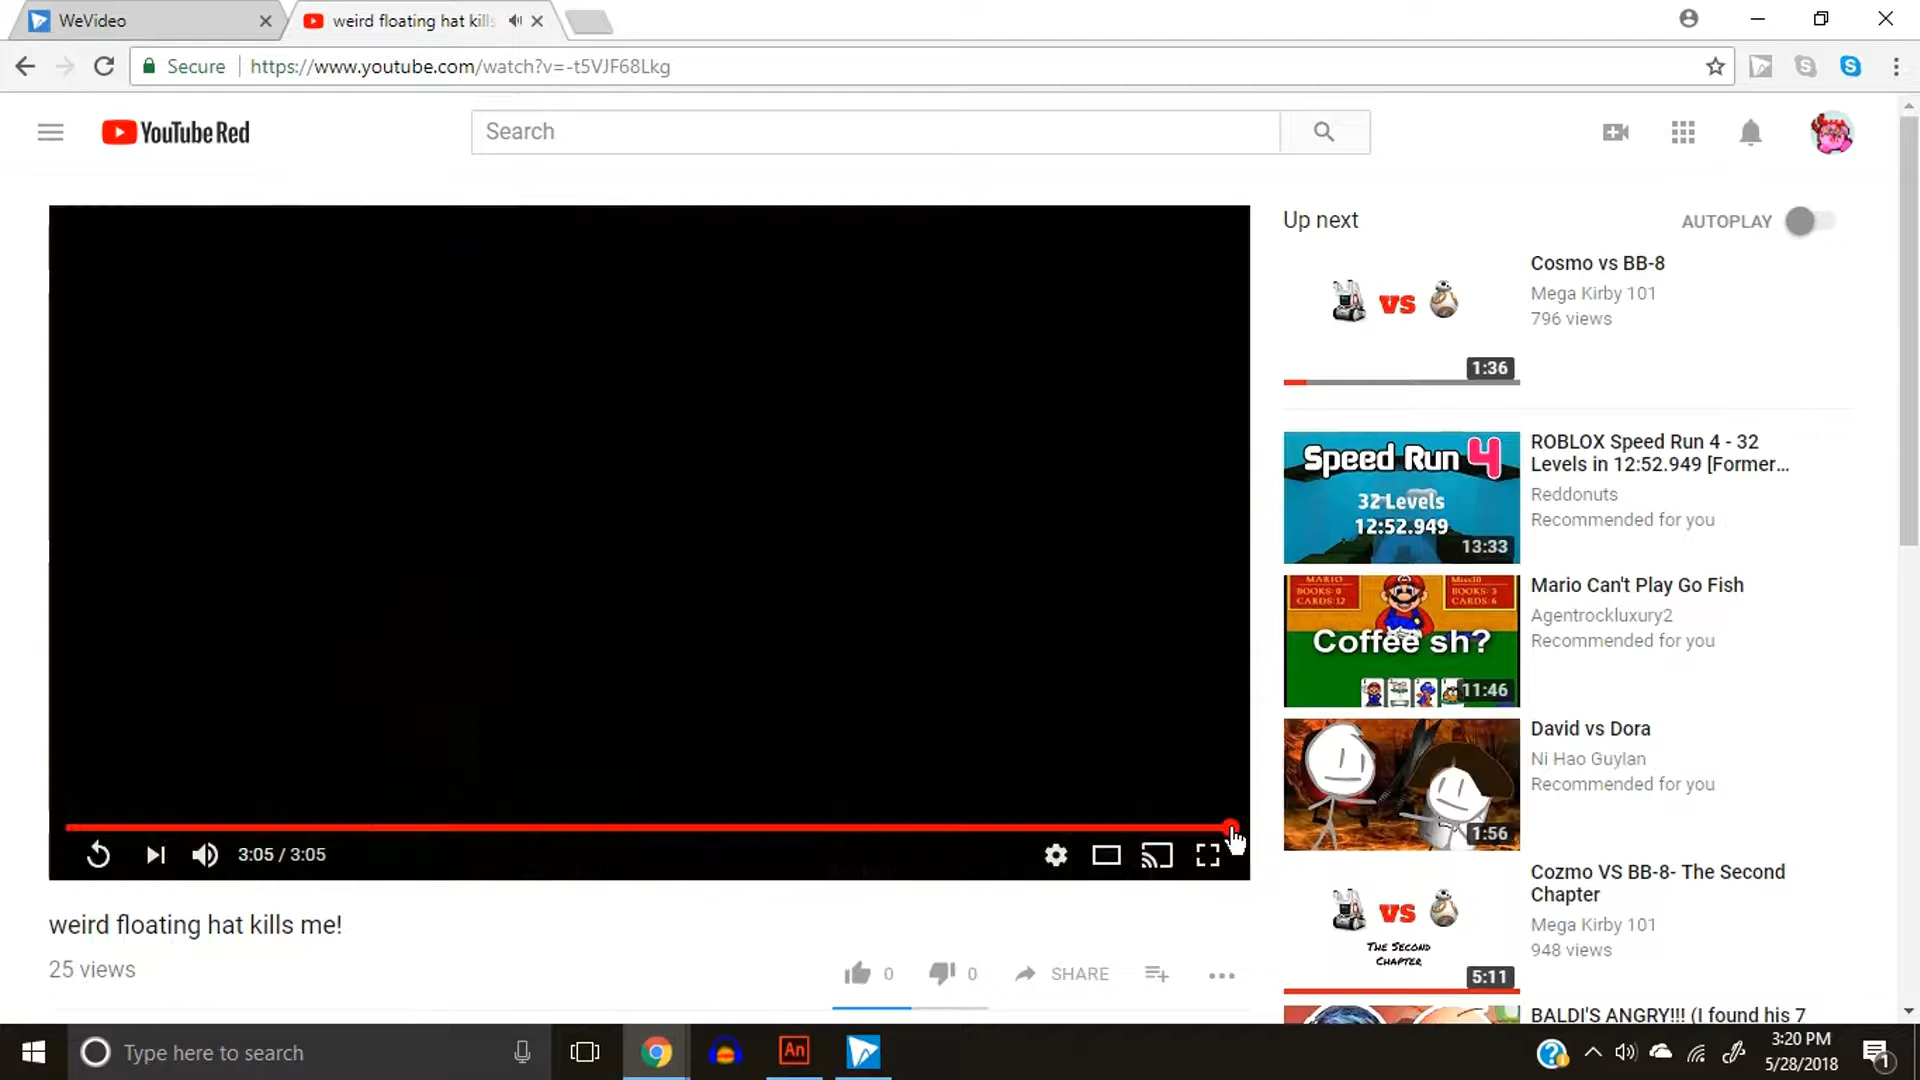 WeVideo
weird floating hat kills
Secure
https://www.youtube.com/watch?v=-t5VJF68Lkg
YouTube Red
Search
Up next
AUTOPLAY
Cosmo vs BB-8
Mega Kirby 101
796 views
VS
1:36
Speed Run 4
32 Levels
12:52.949
13:33
ROBLOX Speed Run 4 - 32
Levels in 12:52.949 [Former...
Reddonuts
Recommended for you
MARIO
BOOKS: 0
CARDS: 12
BOOKS: 3
CARDS: 6
Coffee sh?
11:46
Mario Can't Play Go Fish
Agentrockluxury2
Recommended for you
1:56
David vs Dora
Ni Hao Guylan
Recommended for you
VS
The Second
Chapter
5:11
Cozmo VS BB-8- The Second
Chapter
Mega Kirby 101
948 views
BALDI'S ANGRY!!! (I found his 7
3:05 / 3:05
weird floating hat kills me!
25 views
0
0
SHARE
Type here to search
An
3:20 PM
5/28/2018
1